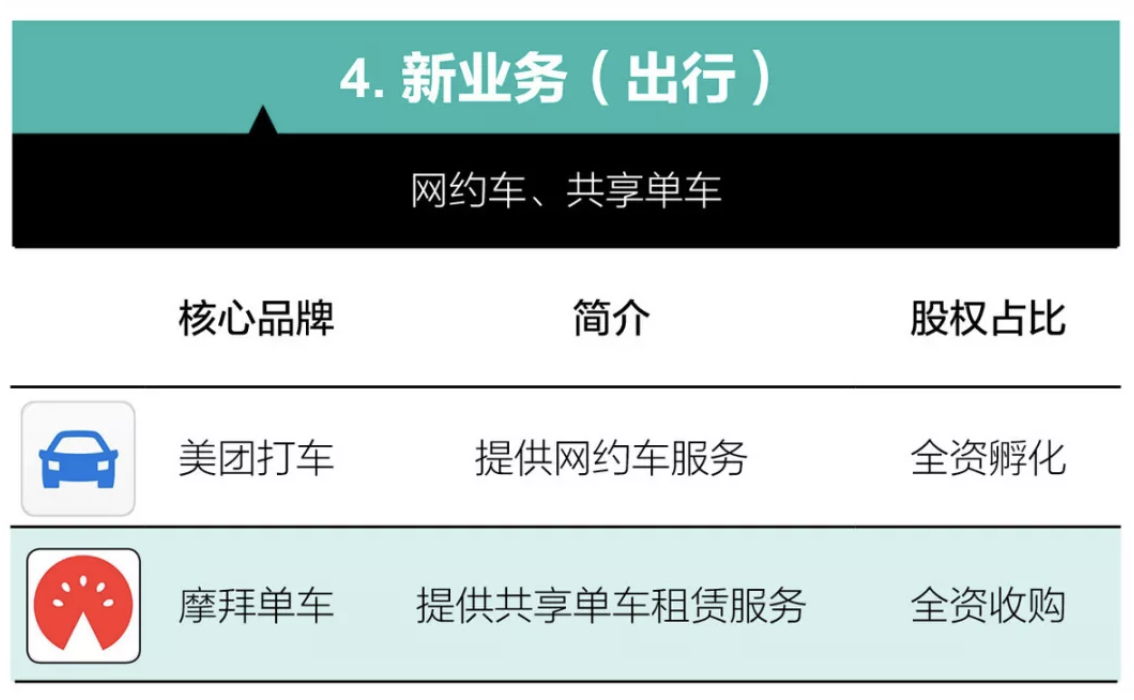 4. 新业务（出行）
网约车、共享单车
核心品牌 简介 股权占比
美团打车 提供网约车服务 全资孵化
摩拜单车 提供共享单车租赁服务 全资收购